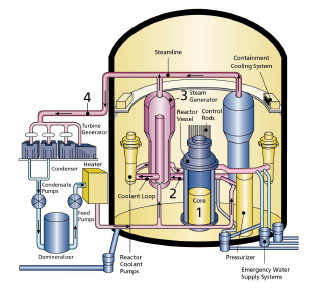 Steamline
Containment
Cooling System
4
3
Steam
Generator
Reactor
Vessel
Control
Rods
Turbine
Generator
Heater
Condenser
Condensate
Pumps
Feed
Pumps
Coolant Loop
2
Core
1
Demineralizer
Reactor
Coolant
Pumps
Pressurizer
Emergency Water
Supply Systems